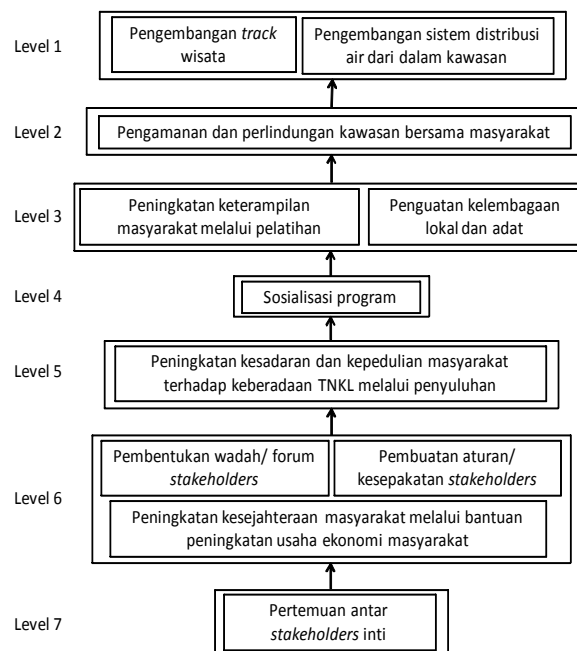 Level 1
Pengembangan track
wisata
Pengembangan sistem distribusi
air dari dalam kawasan
Level 2
Pengamanan dan perlindungan kawasan bersama masyarakat
Level 3
Peningkatan keterampilan
masyarakat melalui pelatihan
Penguatan kelembagaan
lokal dan adat
Level 4
Sosialisasi program
Level 5
Peningkatan kesadaran dan kepedulian masyarakat
terhadap keberadaan TNKL melalui penyuluhan
Level 6
Pembentukan wadah/ forum
stakeholders
Pembuatan aturan/
kesepakatan stakeholders
Peningkatan kesejahteraan masyarakat melalui bantuan
peningkatan usaha ekonomi masyarakat
Level 7
Pertemuan antar
stakeholders inti